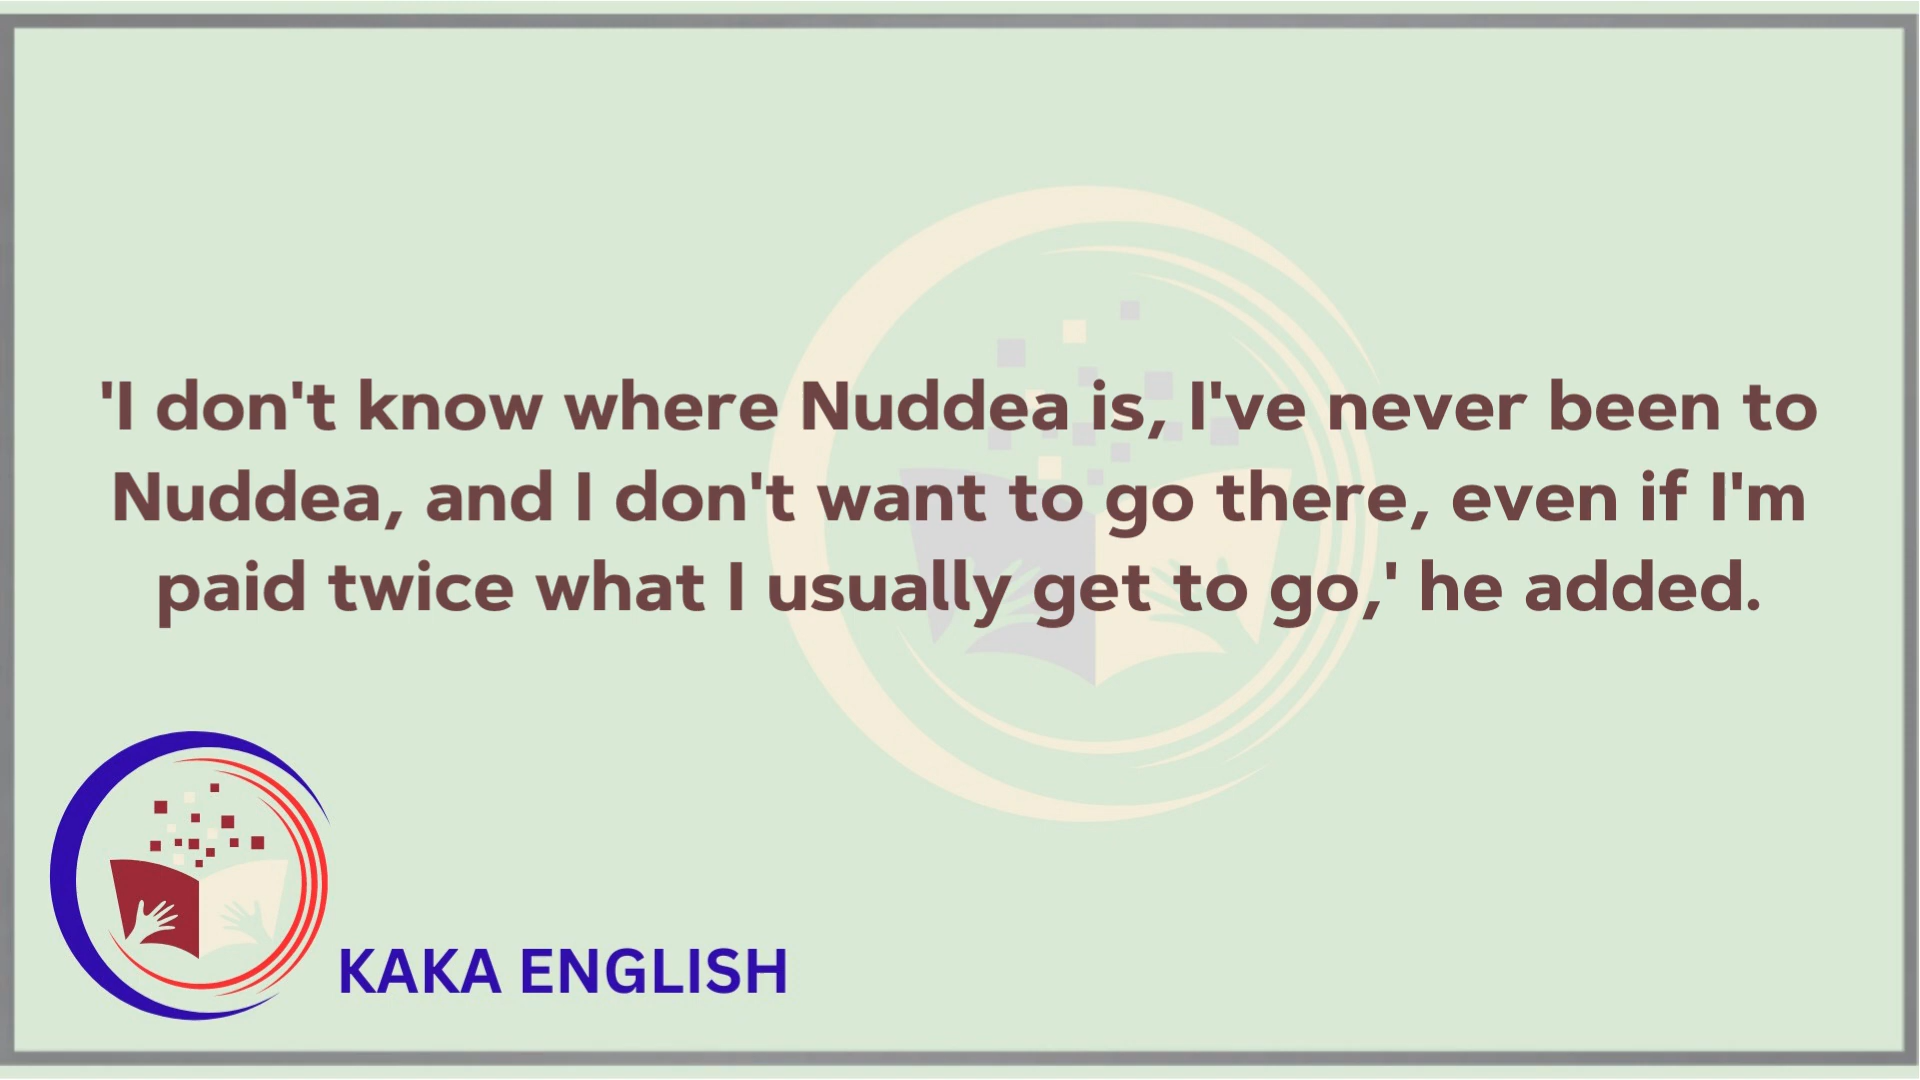 'I don't know where Nuddea is, I've never been to
Nuddea, and I don't want to go there, even if I'm
paid twice what I usually get to go,' he added.
KAKA ENGLISH